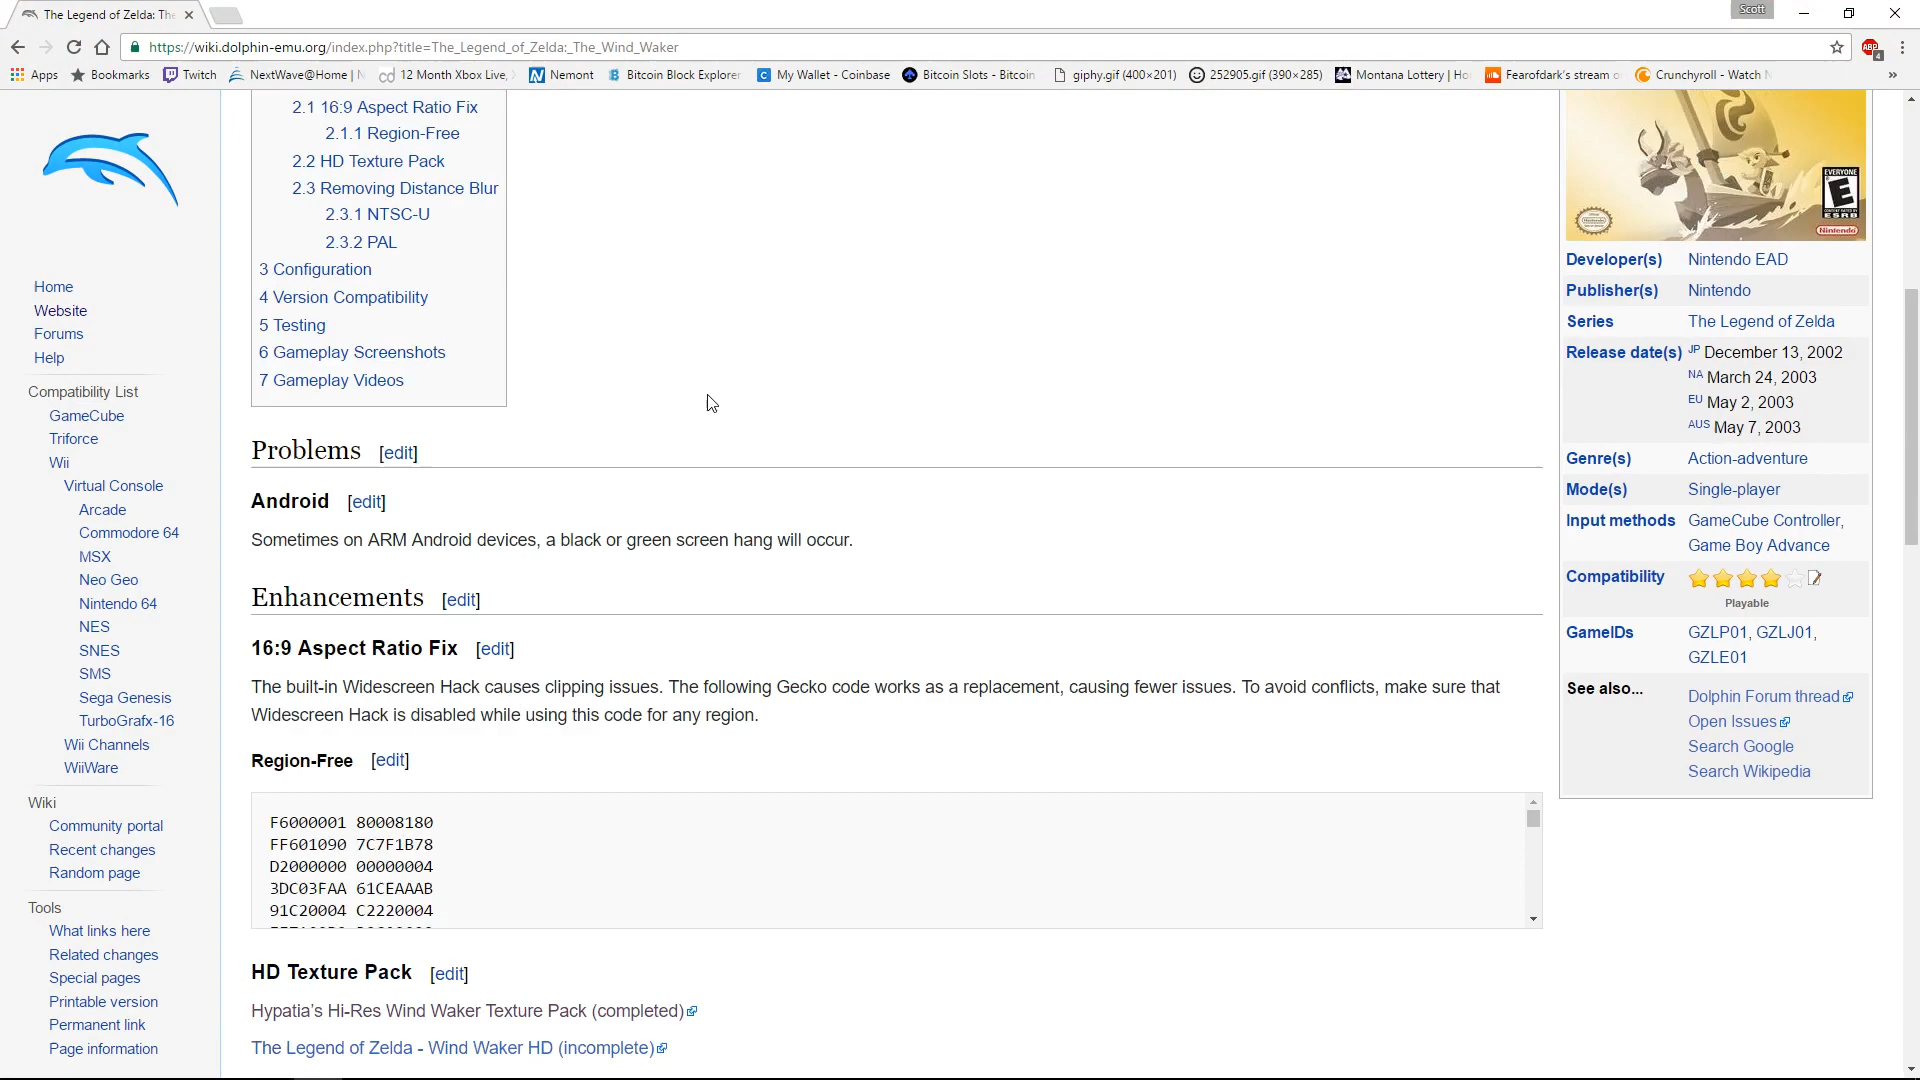 The Legend of Zelda: The
Scott
https://wiki.dolphin-emu.org/index.php?title=The_Legend_of_Zelda:_The_Wind_Waker
ABP
4
Apps
Bookmarks
Twitch
NextWave@Home | N
cd 12 Month Xbox Live,
N Nemont
Bitcoin Block Explorer
C My Wallet - Coinbase
Bitcoin Slots - Bitcoin
giphy.gif (400×201)
252905.gif (390×285)
Montana Lottery | Ho
Fearofdark's stream o
Crunchyroll - Watch N
»
Home
Website
Forums
Help
Compatibility List
GameCube
Triforce
Wii
Virtual Console
Arcade
Commodore 64
MSX
Neo Geo
Nintendo 64
NES
SNES
SMS
Sega Genesis
TurboGrafx-16
Wii Channels
WiiWare
Wiki
Community portal
Recent changes
Random page
Tools
What links here
Related changes
Special pages
Printable version
Permanent link
Page information
2.1 16:9 Aspect Ratio Fix
2.1.1 Region-Free
2.2 HD Texture Pack
2.3 Removing Distance Blur
2.3.1 NTSC-U
2.3.2 PAL
3 Configuration
4 Version Compatibility
5 Testing
6 Gameplay Screenshots
7 Gameplay Videos
Problems [edit]
Android [edit]
Sometimes on ARM Android devices, a black or green screen hang will occur.
Enhancements [edit]
16:9 Aspect Ratio Fix [edit]
The built-in Widescreen Hack causes clipping issues. The following Gecko code works as a replacement, causing fewer issues. To avoid conflicts, make sure that
Widescreen Hack is disabled while using this code for any region.
Region-Free [edit]
F6000001 80008180
FF601090 7C7F1B78
D2000000 00000004
3DC03FAA 61CEAAAB
91C20004 C2220004
HD Texture Pack [edit]
Hypatia's Hi-Res Wind Waker Texture Pack (completed)
The Legend of Zelda - Wind Waker HD (incomplete)
EVERYONE
E
ESRB
Nintendo
Developer(s) Nintendo EAD
Publisher(s) Nintendo
Series The Legend of Zelda
Release date(s) JP December 13, 2002
NA March 24, 2003
EU May 2, 2003
AUS May 7, 2003
Genre(s) Action-adventure
Mode(s) Single-player
Input methods GameCube Controller,
Game Boy Advance
Compatibility
Playable
GameIDs GZLP01, GZLJ01,
GZLE01
See also... Dolphin Forum thread
Open Issues
Search Google
Search Wikipedia